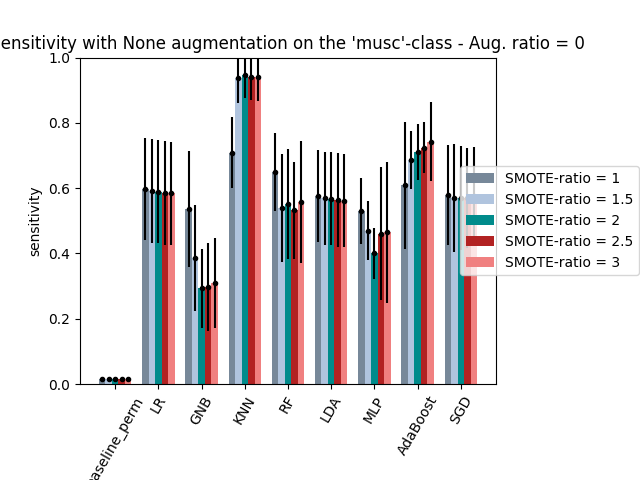 ensitivity with None augmentation on the 'musc'-class - Aug. ratio = 0
1.0
0.8
0.6
0.4
0.2
0.0
sensitivity
SMOTE-ratio = 1
SMOTE-ratio = 1.5
SMOTE-ratio = 2
SMOTE-ratio = 2.5
SMOTE-ratio = 3
aseline_perm
LR
GNB
KNN
RF
LDA
MLP
AdaBoost
SGD